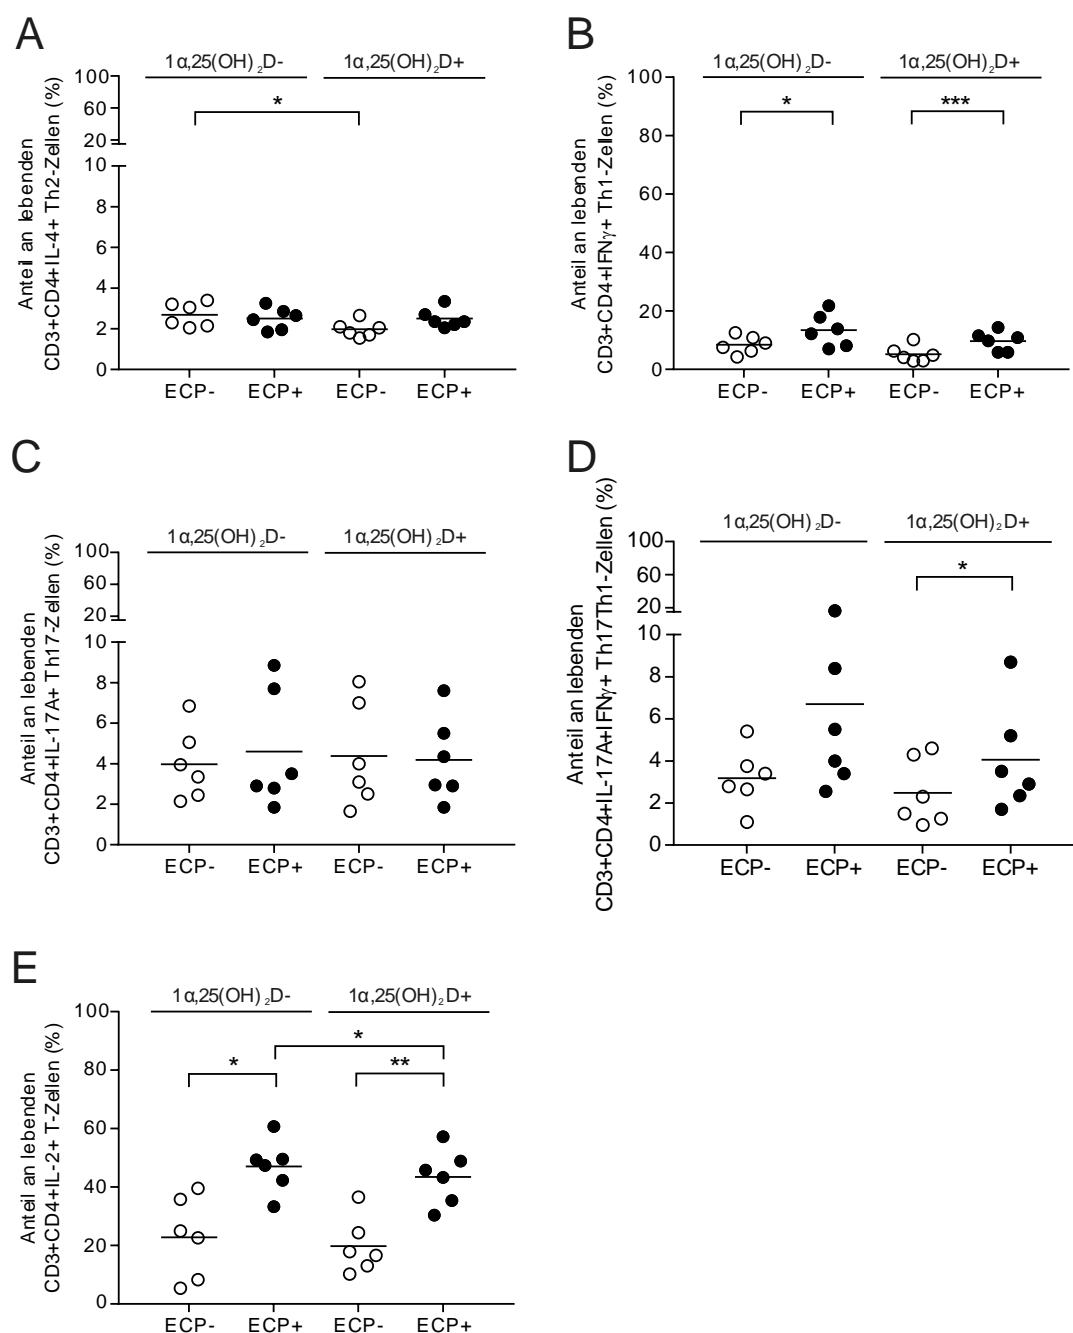 A
1α,25(OH)₂D-
1α,25(OH)₂D+
Anteil an lebenden
CD3+CD4+IL-4+ Th2-Zellen (%)
100
60
20
10
8
6
4
2
0
*
ECP-
ECP+
ECP-
ECP+
B
1α,25(OH)₂D-
1α,25(OH)₂D+
Anteil an lebenden
CD3+CD4+IFNγ+ Th1-Zellen (%)
100
80
60
40
20
0
*
***
ECP-
ECP+
ECP-
ECP+
C
1α,25(OH)₂D-
1α,25(OH)₂D+
Anteil an lebenden
CD3+CD4+IL-17A+ Th17-Zellen (%)
100
60
20
10
8
6
4
2
0
ECP-
ECP+
ECP-
ECP+
D
1α,25(OH)₂D-
1α,25(OH)₂D+
Anteil an lebenden
CD3+CD4+IL-17A+IFNγ+ Th17Th1-Zellen (%)
100
60
20
10
8
6
4
2
0
*
ECP-
ECP+
ECP-
ECP+
E
1α,25(OH)₂D-
1α,25(OH)₂D+
Anteil an lebenden
CD3+CD4+IL-2+ T-Zellen (%)
100
80
60
40
20
0
*
*
**
ECP-
ECP+
ECP-
ECP+